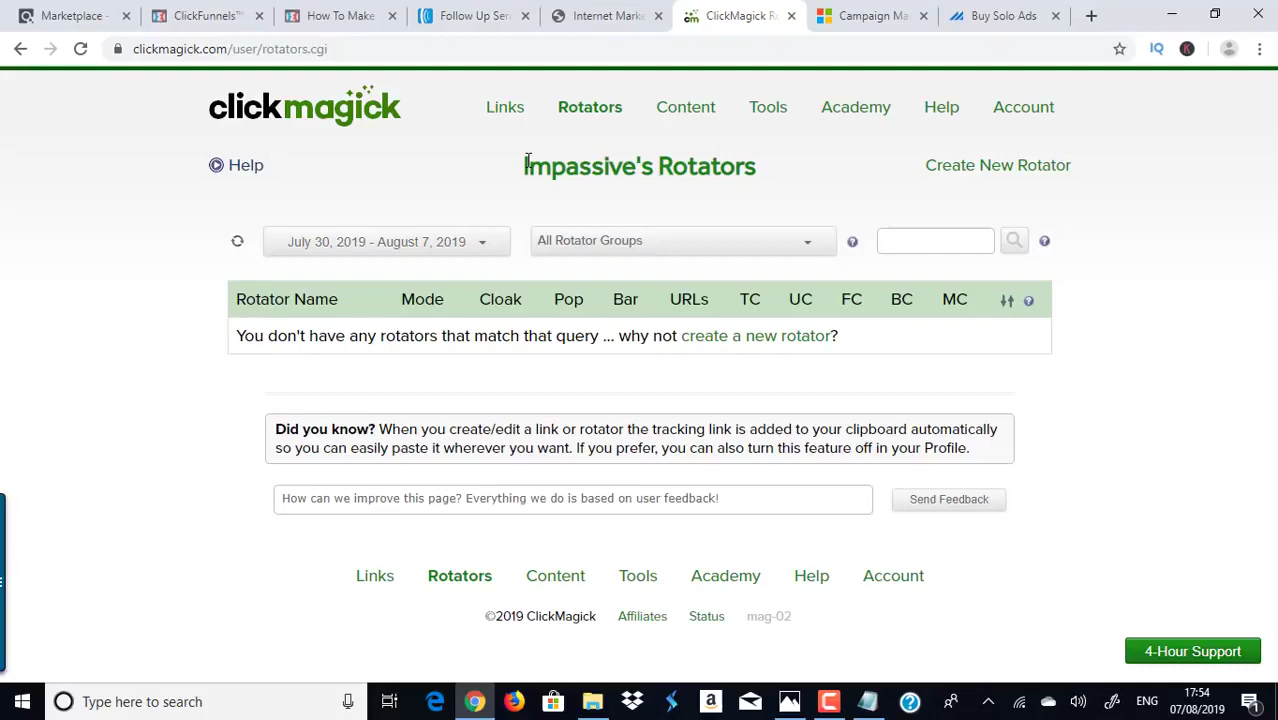 Marketplace -
ClickFunnels™
How To Make
Follow Up Ser
Internet Marke
ClickMagick Ro
Campaign Ma
Buy Solo Ads
clickmagick.com/user/rotators.cgi
clickmagick
Links
Rotators
Content
Tools
Academy
Help
Account
Help
Impassive's Rotators
Create New Rotator
July 30, 2019 - August 7, 2019
All Rotator Groups
Rotator Name Mode Cloak Pop Bar URLs TC UC FC BC MC
You don't have any rotators that match that query ... why not create a new rotator?
Did you know? When you create/edit a link or rotator the tracking link is added to your clipboard automatically
so you can easily paste it wherever you want. If you prefer, you can also turn this feature off in your Profile.
How can we improve this page? Everything we do is based on user feedback!
Send Feedback
Links Rotators Content Tools Academy Help Account
©2019 ClickMagick Affiliates Status mag-02
4-Hour Support
Type here to search
ENG
17:54
07/08/2019